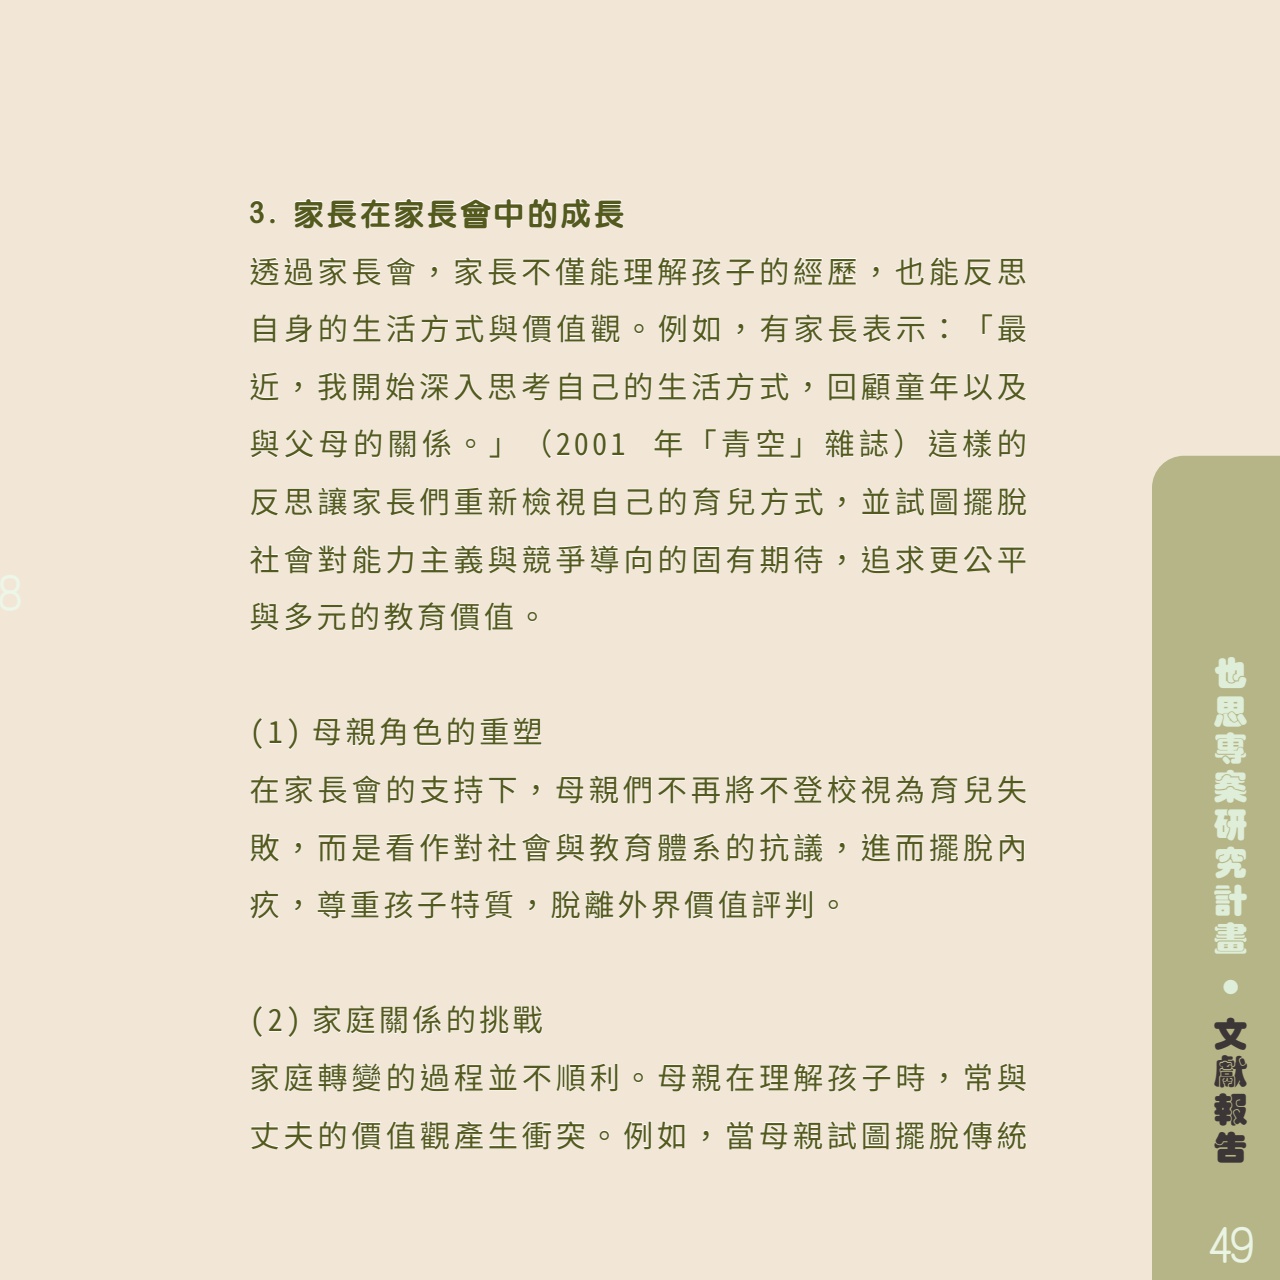 3. 家長在家長會中的成長
透過家長會，家長不僅能理解孩子的經歷，也能反思
自身的生活方式與價值觀。例如，有家長表示：「最
近，我開始深入思考自己的生活方式，回顧童年以及
與父母的關係。」（2001 年「青空」雜誌）這樣的
反思讓家長們重新檢視自己的育兒方式，並試圖擺脫
社會對能力主義與競爭導向的固有期待，追求更公平
與多元的教育價值。
(1) 母親角色的重塑
在家長會的支持下，母親們不再將不登校視為育兒失
敗，而是看作對社會與教育體系的抗議，進而擺脫內
疚，尊重孩子特質，脫離外界價值評判。
(2) 家庭關係的挑戰
家庭轉變的過程並不順利。母親在理解孩子時，常與
丈夫的價值觀產生衝突。例如，當母親試圖擺脫傳統
8
也思專案研究計畫・文獻報告
49